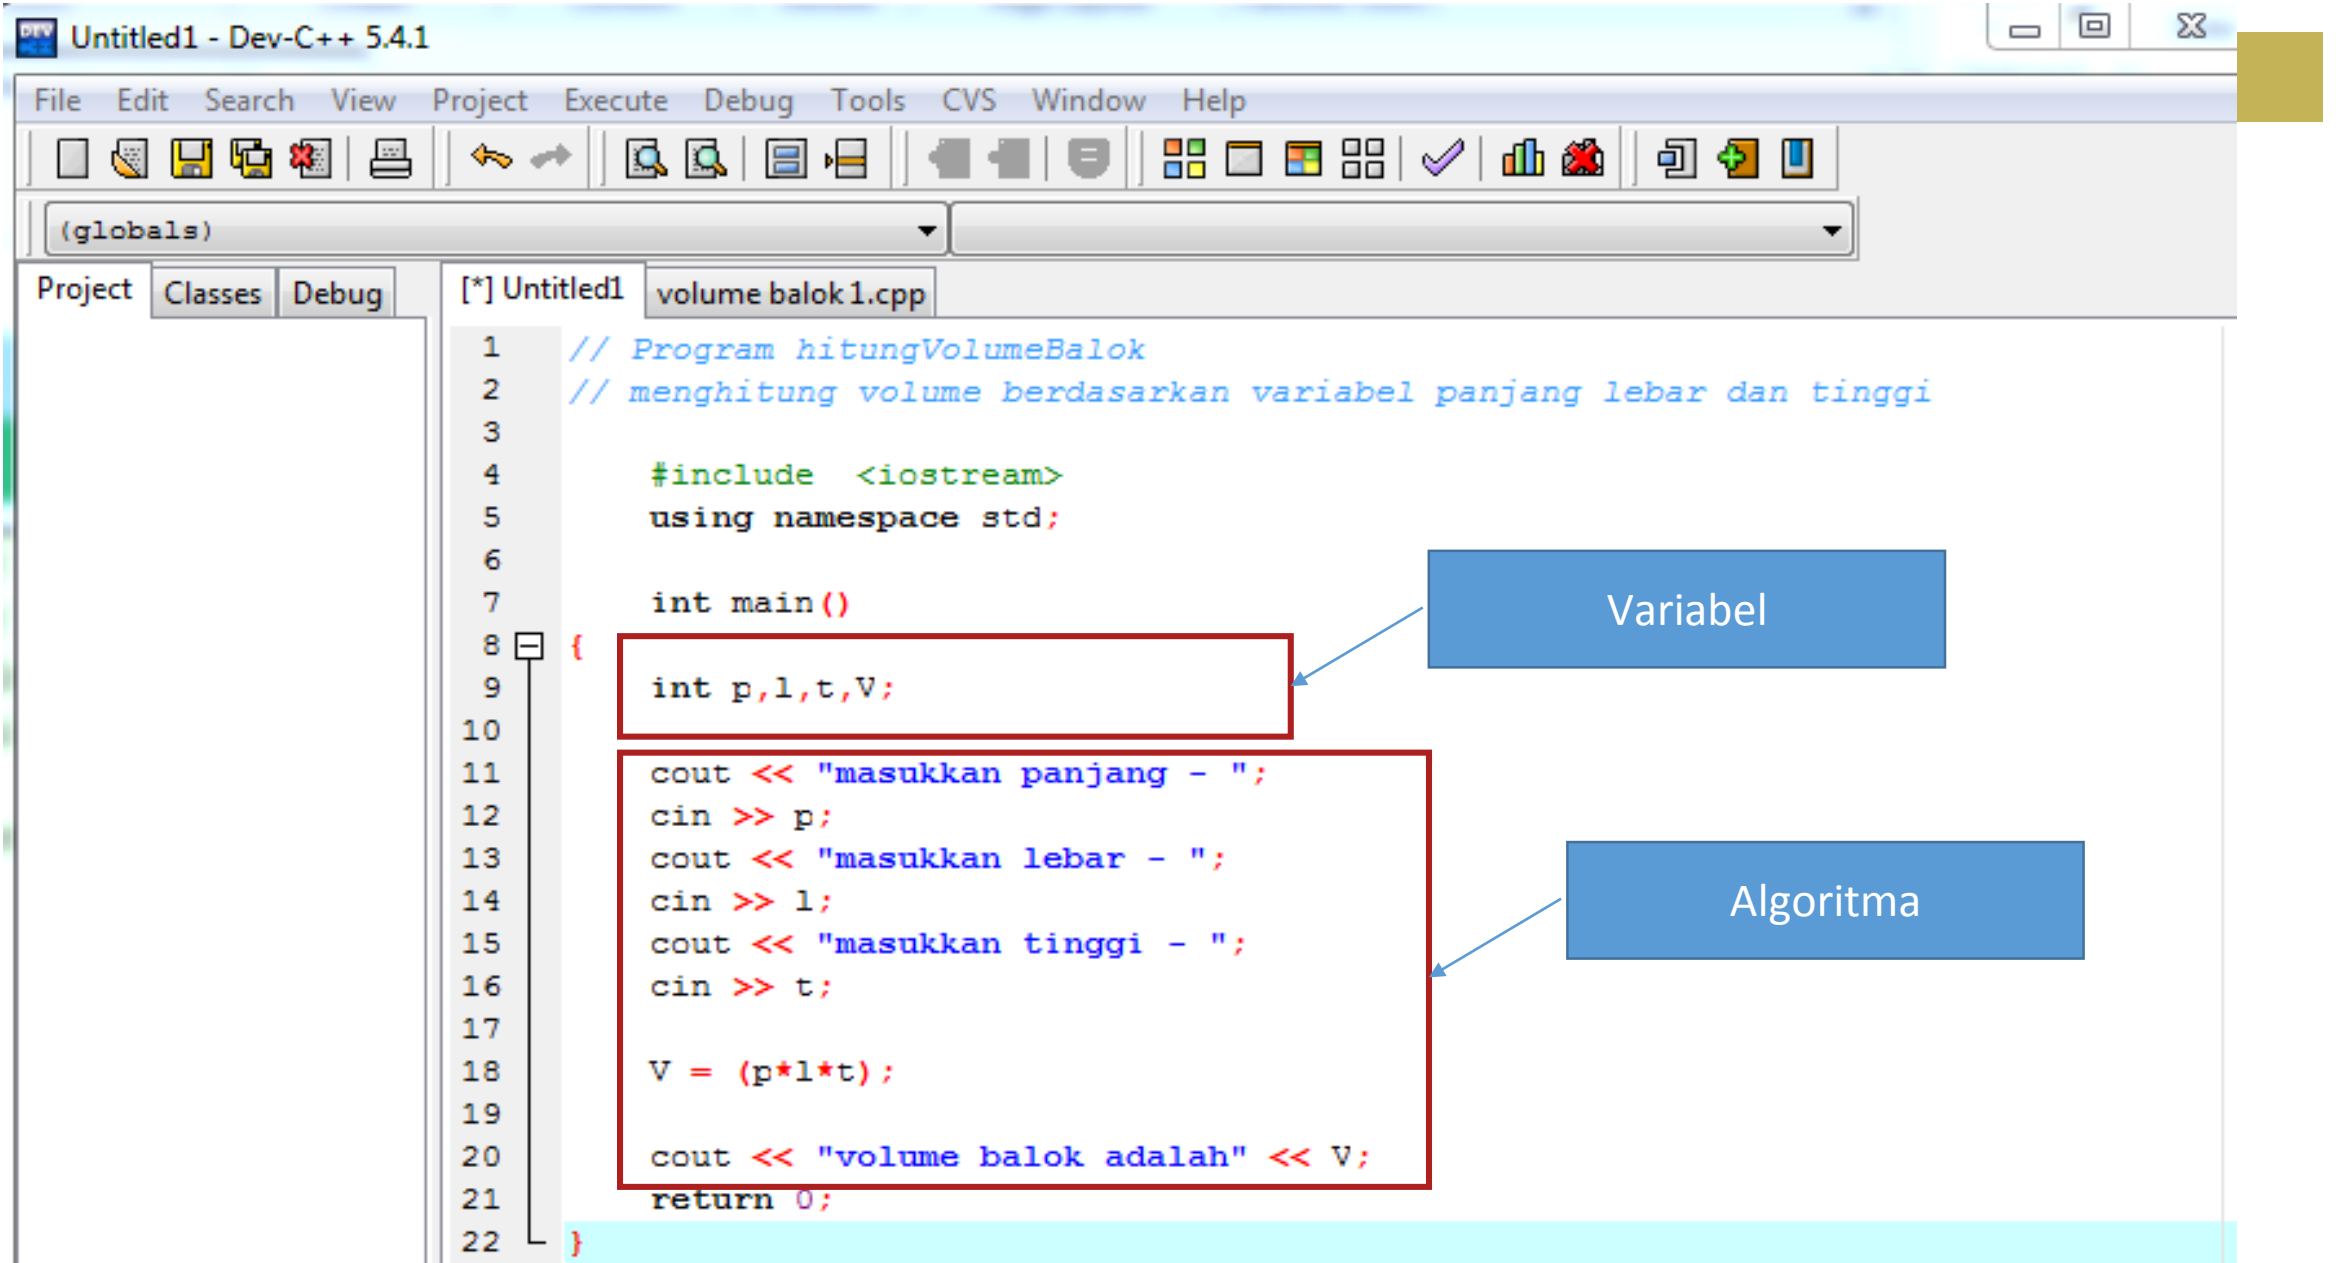 Untitled1 - Dev-C++ 5.4.1
File Edit Search View Project Execute Debug Tools CVS Window Help
(globals)
Project Classes Debug [*] Untitled1 volume balok 1.cpp
1 // Program hitungVolumeBalok
2 // menghitung volume berdasarkan variabel panjang lebar dan tinggi
3
4 #include <iostream>
5 using namespace std;
6
7 int main()
8 {
9 int p,l,t,V;
10
11 cout << "masukkan panjang - ";
12 cin >> p;
13 cout << "masukkan lebar - ";
14 cin >> l;
15 cout << "masukkan tinggi - ";
16 cin >> t;
17
18 V = (p*l*t);
19
20 cout << "volume balok adalah" << V;
21 return 0;
22 }
Variabel
Algoritma